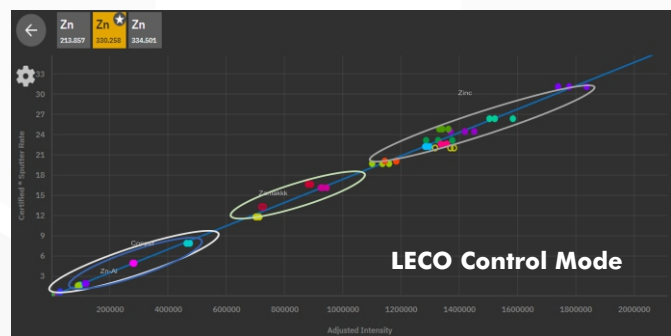 Zn
213.857
Zn
330.258
Zn
334.501
33
30
27
24
21
18
15
12
9
6
3
Certified * Sputter Rate
Zinc
Zamakkk
Copper
Zn-Al
LECO Control Mode
200000
400000
600000
800000
1000000
1200000
1400000
1600000
1800000
2000000
Adjusted Intensity